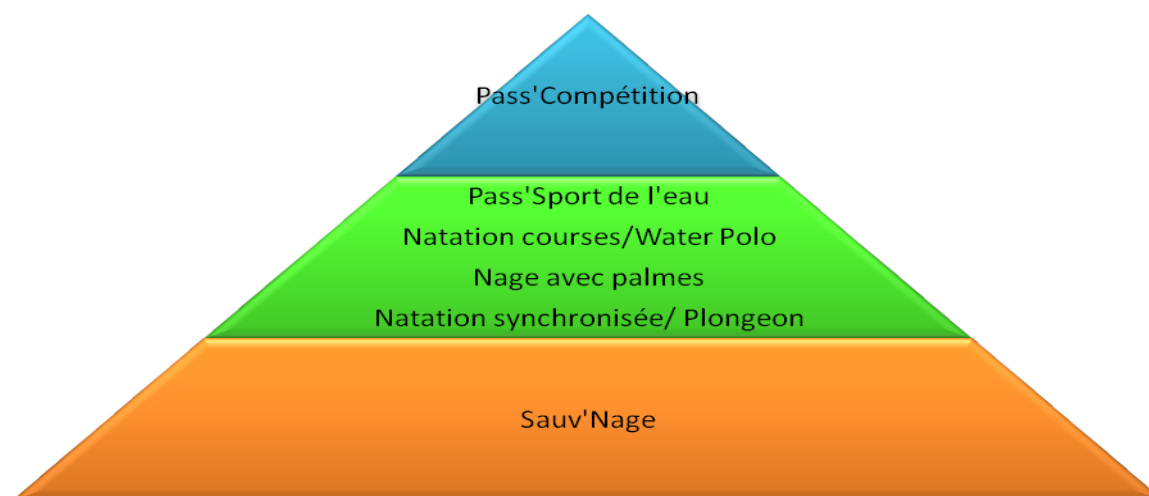 Pass'Compétition
Pass'Sport de l'eau
Natation courses/Water Polo
Nage avec palmes
Natation synchronisée/ Plongeon
Sauv'Nage